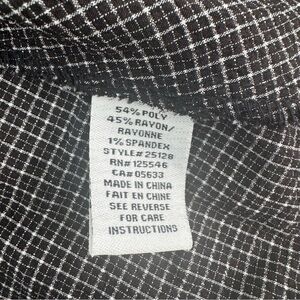 54% POLY
45% RAYON/
RAYONNE
1% SPANDEX
STYLE# 25128
RN# 125546
CA# 05633
MADE IN CHINA
FAIT EN CHINE
SEE REVERSE
FOR CARE
INSTRUCTIONS